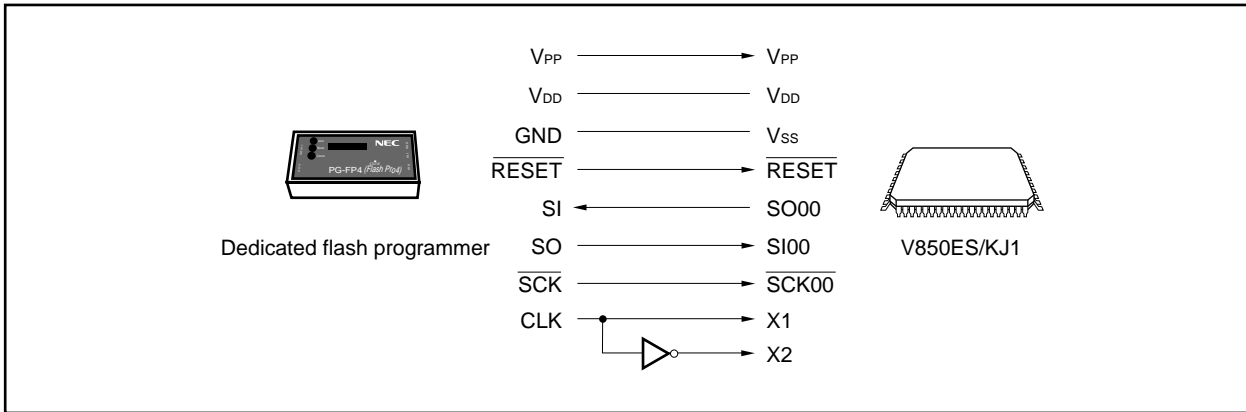 VPP VPP
VDD VDD
GND VSS
RESET RESET
SI SO00
SO SI00
SCK SCK00
CLK X1
X2
NEC
PG-FP4 (Flash Pro4)
Dedicated flash programmer
V850ES/KJ1